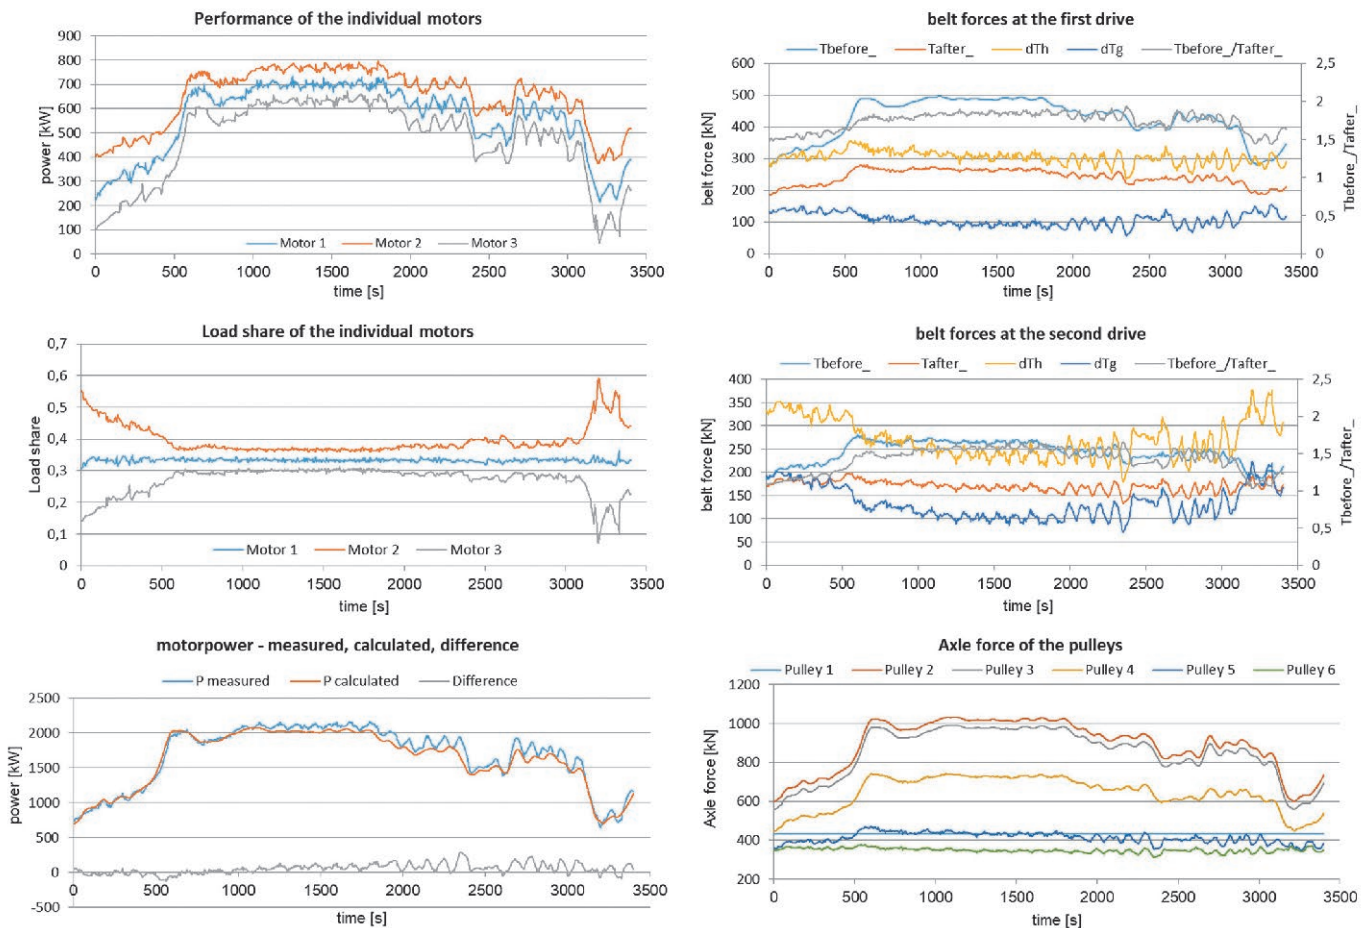 Performance of the individual motors
900
800
700
600
500
400
300
200
100
0
power [kW]
Motor 1 Motor 2 Motor 3
0 500 1000 1500 2000 2500 3000 3500
time [s]
belt forces at the first drive
Tbefore_ Tafter_ dTh dTg Tbefore_/Tafter_
600
500
400
300
200
100
0
belt force [kN]
2,5
2
1,5
1
0,5
0
Tbefore_/Tafter_
0 500 1000 1500 2000 2500 3000 3500
time [s]
Load share of the individual motors
0,7
0,6
0,5
0,4
0,3
0,2
0,1
0
Load share
Motor 1 Motor 2 Motor 3
0 500 1000 1500 2000 2500 3000 3500
time [s]
belt forces at the second drive
Tbefore_ Tafter_ dTh dTg Tbefore_/Tafter_
400
350
300
250
200
150
100
50
0
belt force [kN]
2,5
2
1,5
1
0,5
0
Tbefore_/Tafter_
0 500 1000 1500 2000 2500 3000 3500
time [s]
motorpower - measured, calculated, difference
P measured P calculated Difference
2500
2000
1500
1000
500
0
-500
power [kW]
0 500 1000 1500 2000 2500 3000 3500
time [s]
Axle force of the pulleys
Pulley 1 Pulley 2 Pulley 3 Pulley 4 Pulley 5 Pulley 6
1200
1000
800
600
400
200
Axle force [kN]
0 500 1000 1500 2000 2500 3000 3500
time [s]